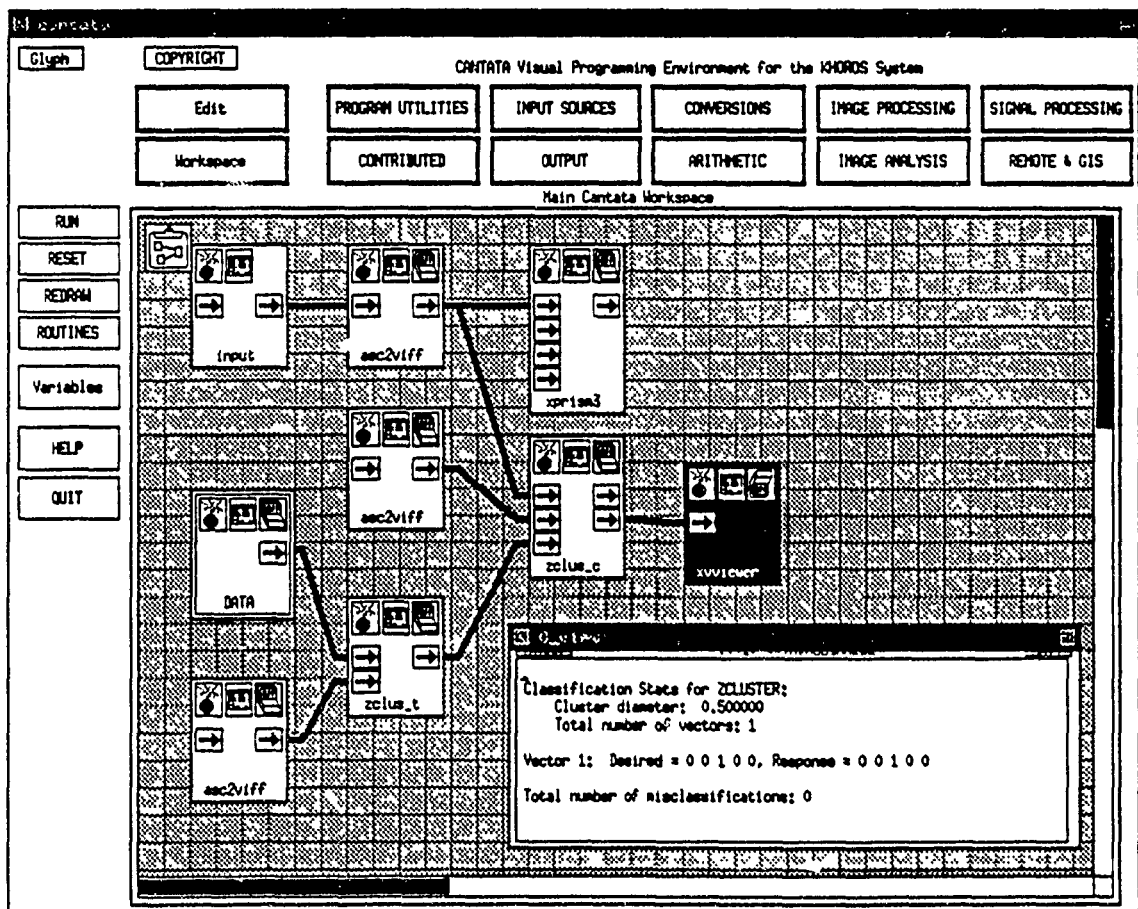 cantata
Glyph
COPYRIGHT
CANTATA Visual Programming Environment for the KHOROS System
Edit
PROGRAM UTILITIES
INPUT SOURCES
CONVERSIONS
IMAGE PROCESSING
SIGNAL PROCESSING
Workspace
CONTRIBUTED
OUTPUT
ARITHMETIC
IMAGE ANALYSIS
REMOTE & GIS
Main Cantata Workspace
RUN
RESET
REDRAW
ROUTINES
Variables
HELP
QUIT
input
asc2viff
xprism3
asc2viff
zclus_c
xvviewer
DATA
zclus_t
asc2viff
Classification Stats for ZCLUSTER:
Cluster diameter: 0.500000
Total number of vectors: 1
Vector 1: Desired = 0 0 1 0 0, Response = 0 0 1 0 0
Total number of misclassifications: 0